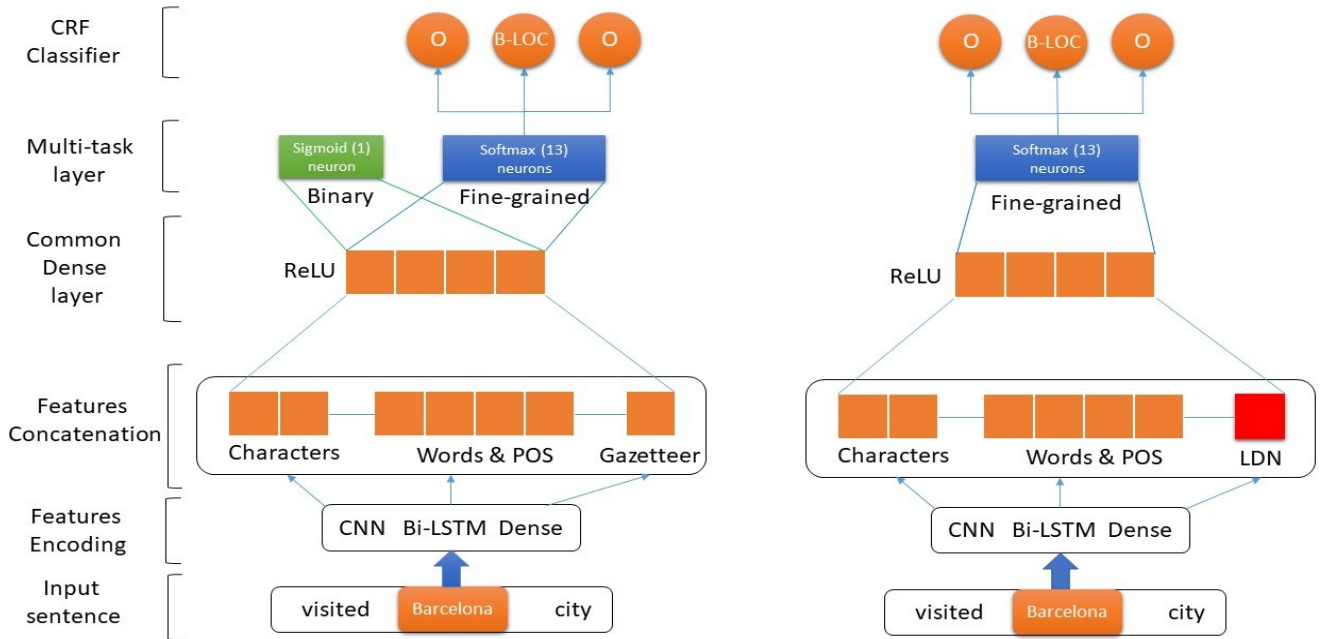 CRF
Classifier
O
B-LOC
O
O
B-LOC
O
Multi-task
layer
Sigmoid (1)
neuron
Softmax (13)
neurons
Softmax (13)
neurons
Binary
Fine-grained
Fine-grained
Common
Dense
layer
ReLU
ReLU
Features
Concatenation
Characters
Words & POS
Gazetteer
Characters
Words & POS
LDN
Features
Encoding
CNN Bi-LSTM Dense
CNN Bi-LSTM Dense
Input
sentence
visited Barcelona city
visited Barcelona city